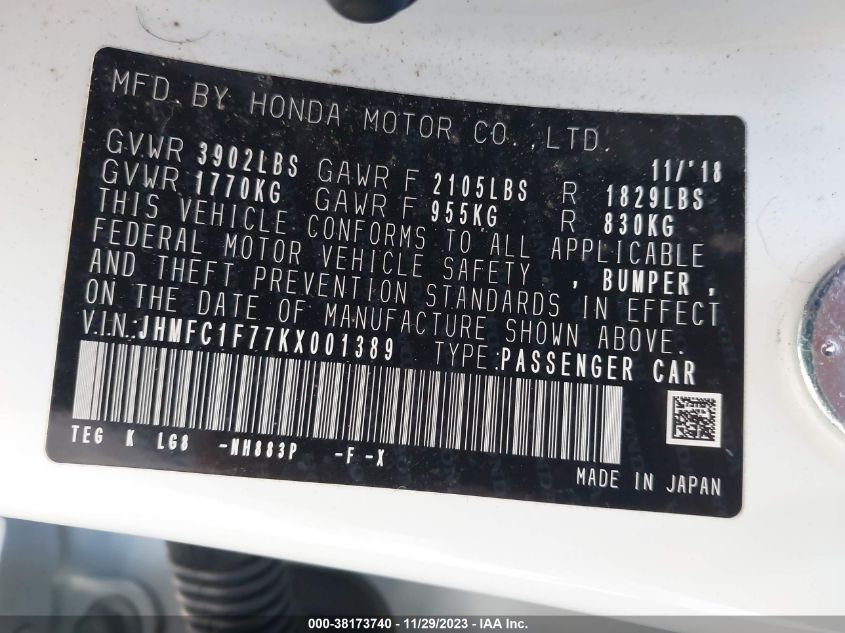 MFD. BY HONDA MOTOR CO., LTD. 11/'18
GVWR 3902LBS GAWR F 2105LBS R 1829LBS
GVWR 1770KG GAWR F 955KG R 830KG
THIS VEHICLE CONFORMS TO ALL APPLICABLE
FEDERAL MOTOR VEHICLE SAFETY , BUMPER ,
AND THEFT PREVENTION STANDARDS IN EFFECT
ON THE DATE OF MANUFACTURE SHOWN ABOVE.
V.I.N.:JHMFC1F77KX001389 TYPE:PASSENGER CAR
TEG K LG8 -NH883P -F -X
MADE IN JAPAN
000-38173740 - 11/29/2023 - IAA Inc.